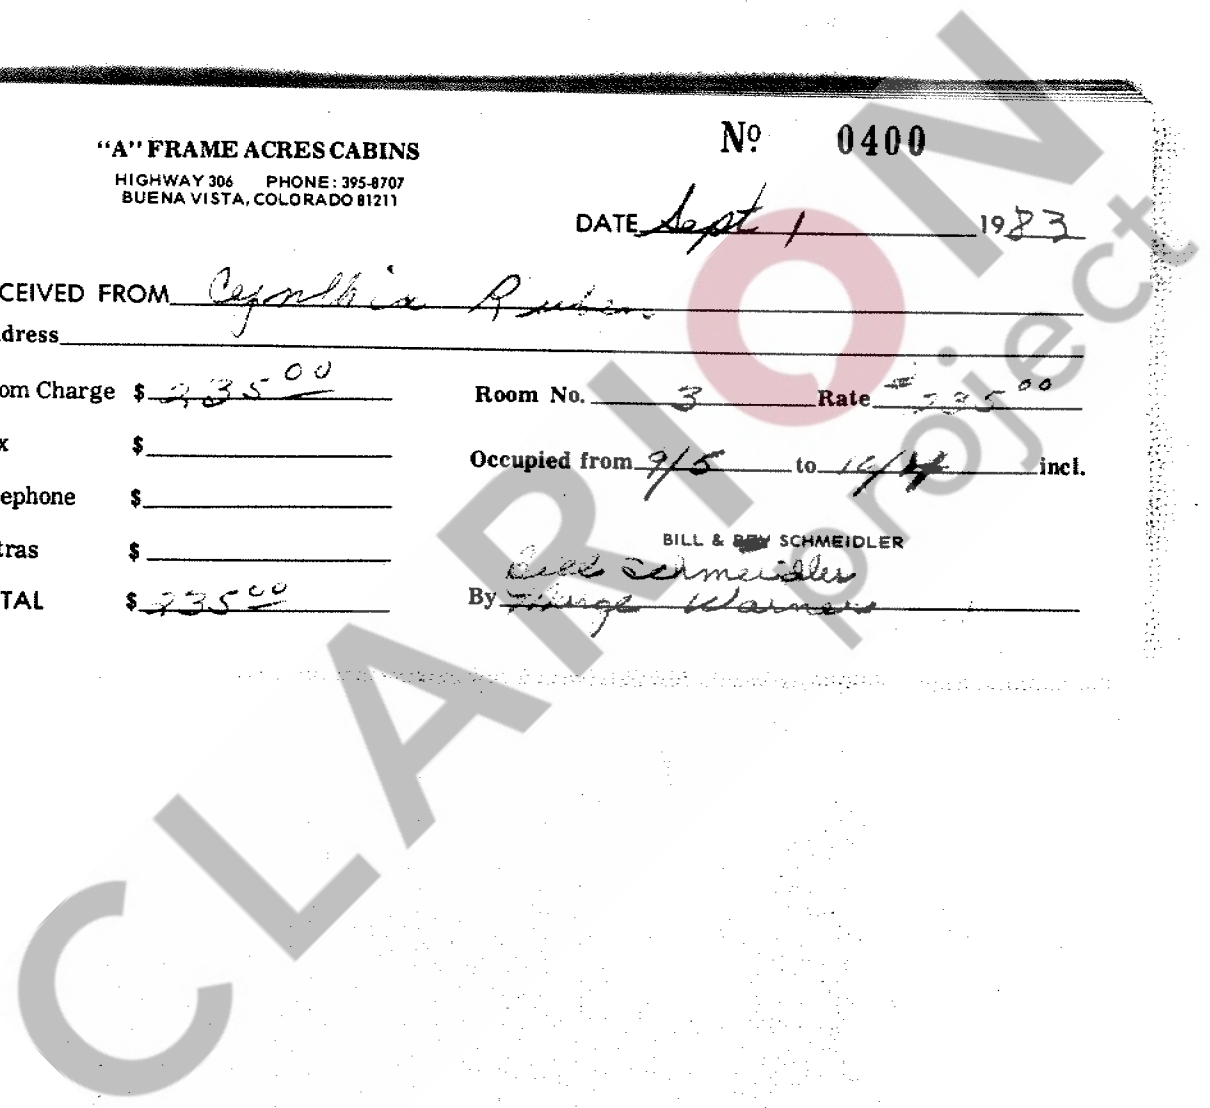 Nº 0400
"A" FRAME ACRES CABINS
HIGHWAY 306 PHONE: 395-8707
BUENA VISTA, COLORADO 81211
DATE Sept 1 1983
CEIVED FROM Cynthia Ruben
dress
om Charge $ 235 00 Room No. 3 Rate # 235 00
x $
Occupied from 9/5 to incl.
ephone $
tras $
BILL & SCHMEIDLER
Bill Schmeidler
TAL $ 235 00 By Warner
CLARION
project